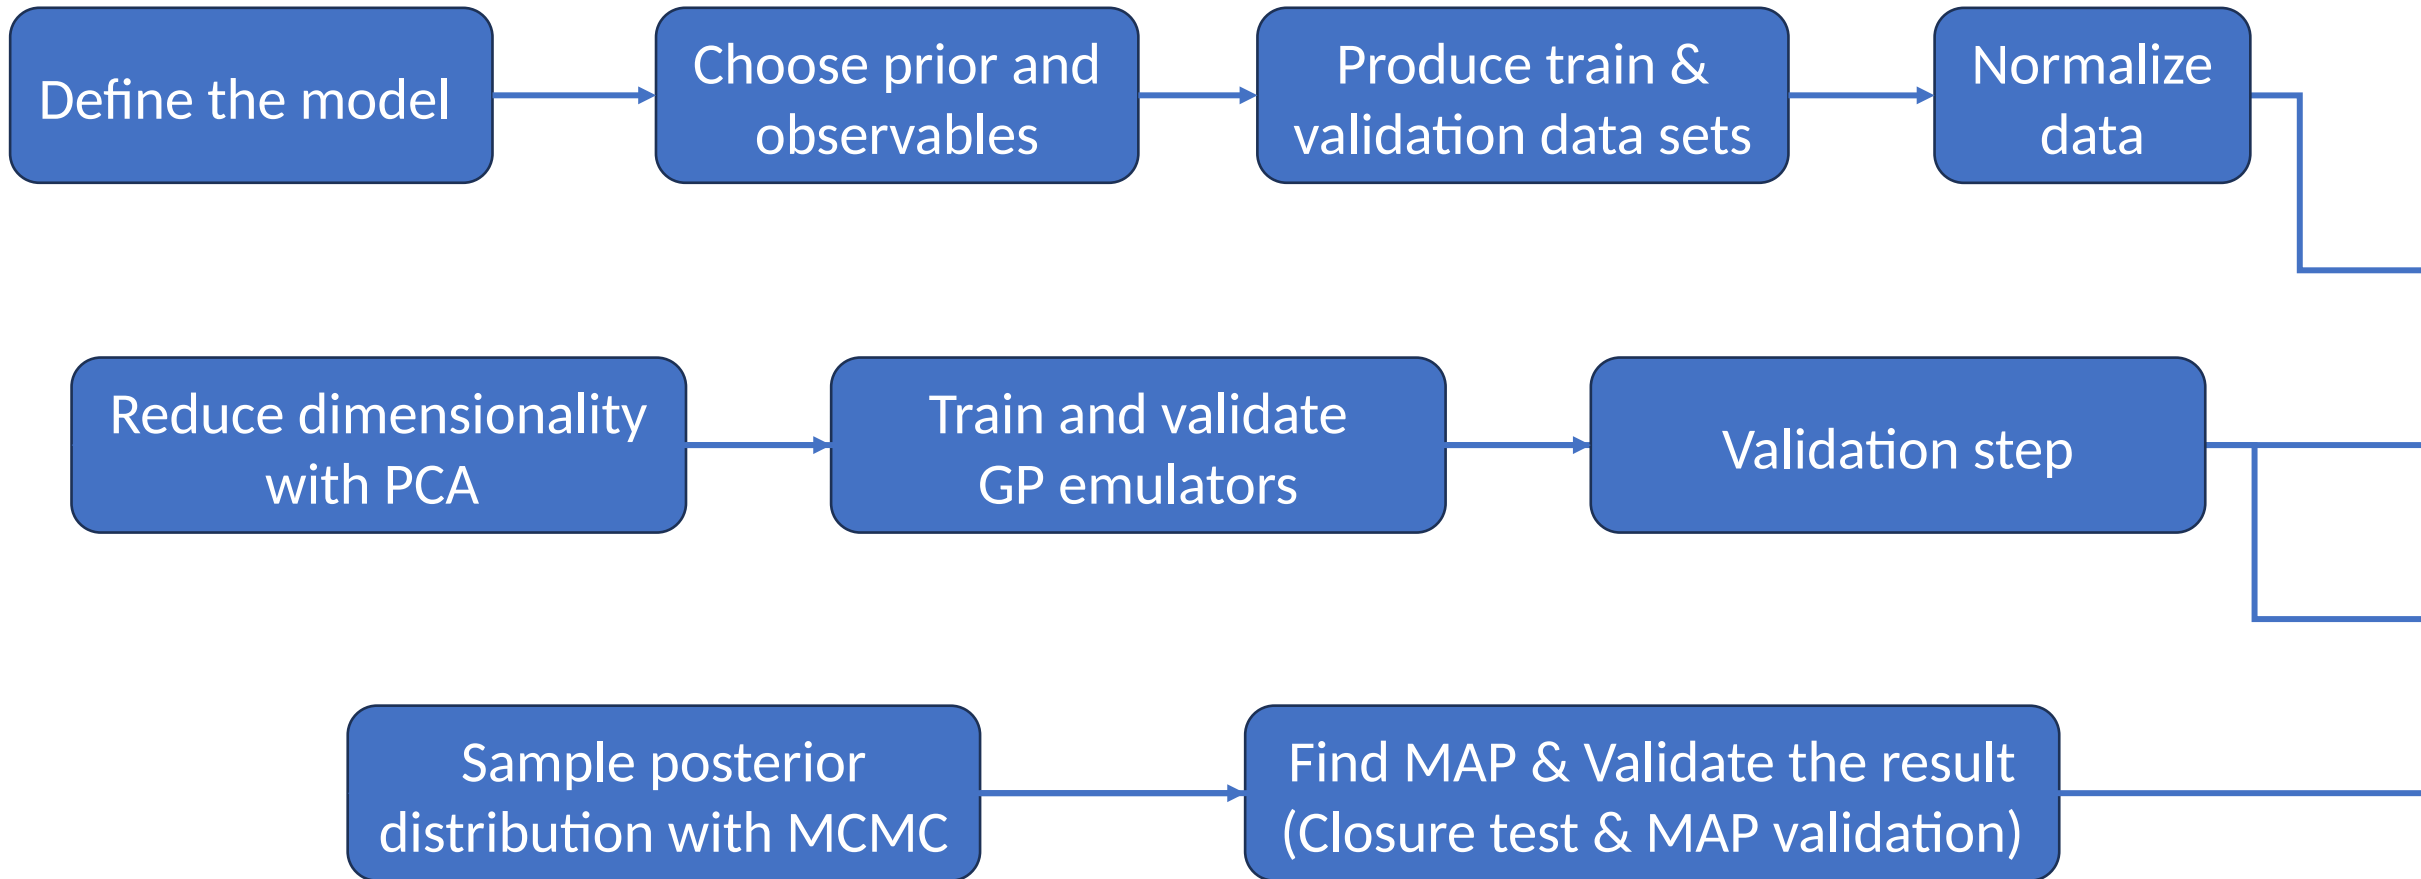 Define the model
Choose prior and
observables
Produce train &
validation data sets
Normalize
data
Reduce dimensionality
with PCA
Train and validate
GP emulators
Validation step
Sample posterior
distribution with MCMC
Find MAP & Validate the result
(Closure test & MAP validation)